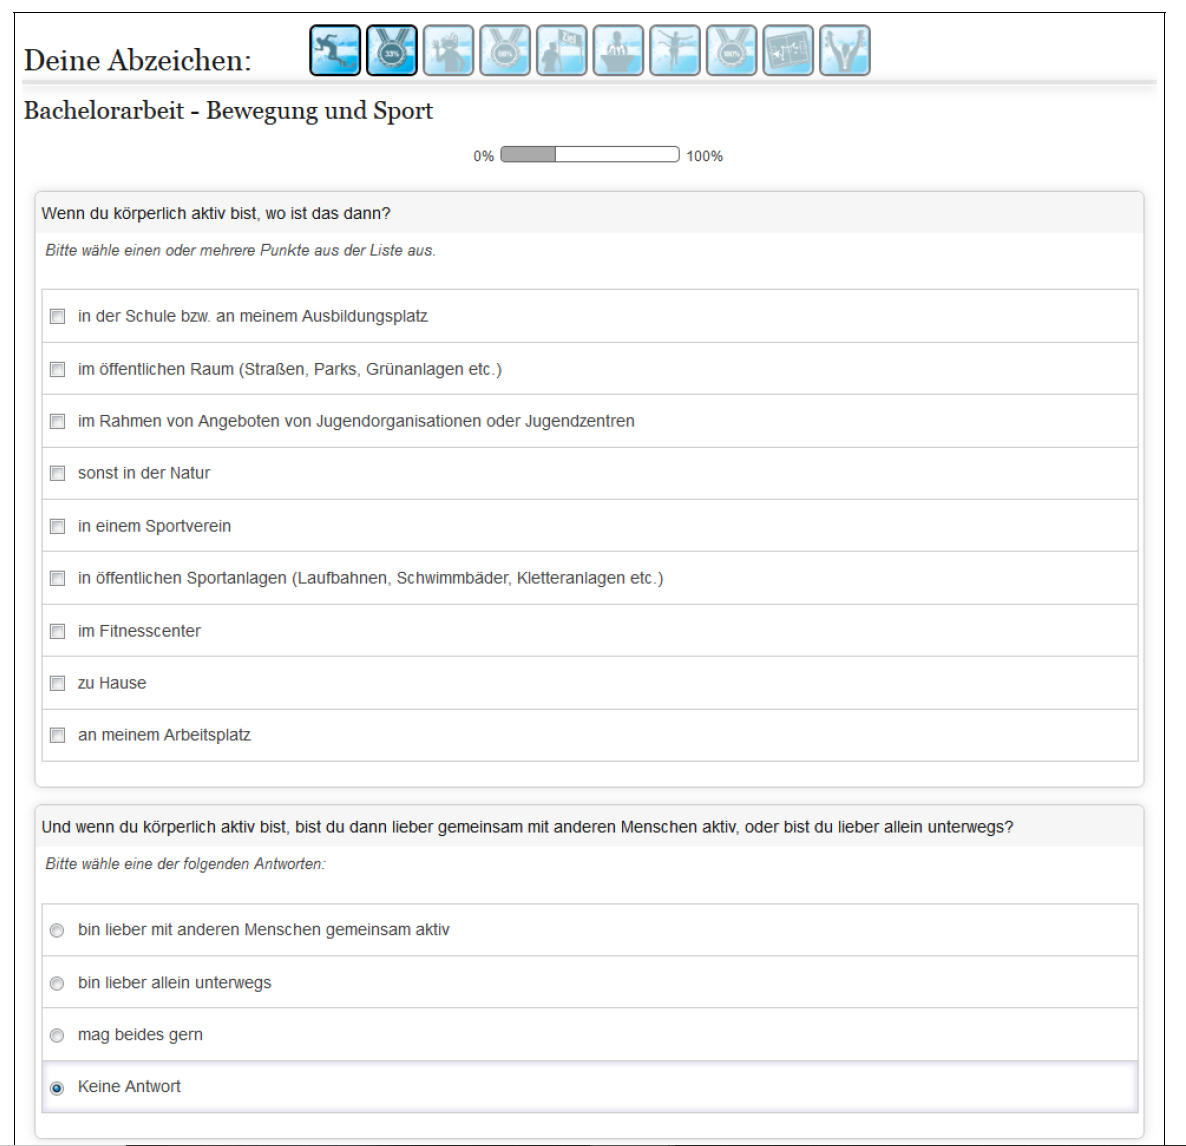 Deine Abzeichen:
33%
Ziel
100%
Bachelorarbeit - Bewegung und Sport
0% 100%
Wenn du körperlich aktiv bist, wo ist das dann?
Bitte wähle einen oder mehrere Punkte aus der Liste aus.
in der Schule bzw. an meinem Ausbildungsplatz
im öffentlichen Raum (Straßen, Parks, Grünanlagen etc.)
im Rahmen von Angeboten von Jugendorganisationen oder Jugendzentren
sonst in der Natur
in einem Sportverein
in öffentlichen Sportanlagen (Laufbahnen, Schwimmbäder, Kletteranlagen etc.)
im Fitnesscenter
zu Hause
an meinem Arbeitsplatz
Und wenn du körperlich aktiv bist, bist du dann lieber gemeinsam mit anderen Menschen aktiv, oder bist du lieber allein unterwegs?
Bitte wähle eine der folgenden Antworten:
bin lieber mit anderen Menschen gemeinsam aktiv
bin lieber allein unterwegs
mag beides gern
Keine Antwort